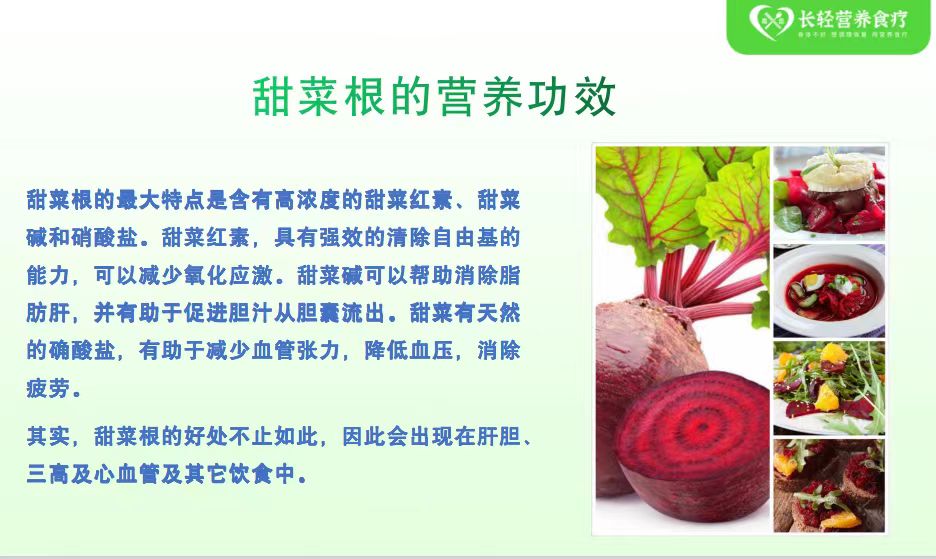 长轻营养食疗
甜菜根的营养功效
甜菜根的最大特点是含有高浓度的甜菜红素、甜菜
碱和硝酸盐。甜菜红素，具有强效的清除自由基的
能力，可以减少氧化应激。甜菜碱可以帮助消除脂
肪肝，并有助于促进胆汁从胆囊流出。甜菜有天然
的确酸盐，有助于减少血管张力，降低血压，消除
疲劳。
其实，甜菜根的好处不止如此，因此会出现在肝胆、
三高及心血管及其它饮食中。